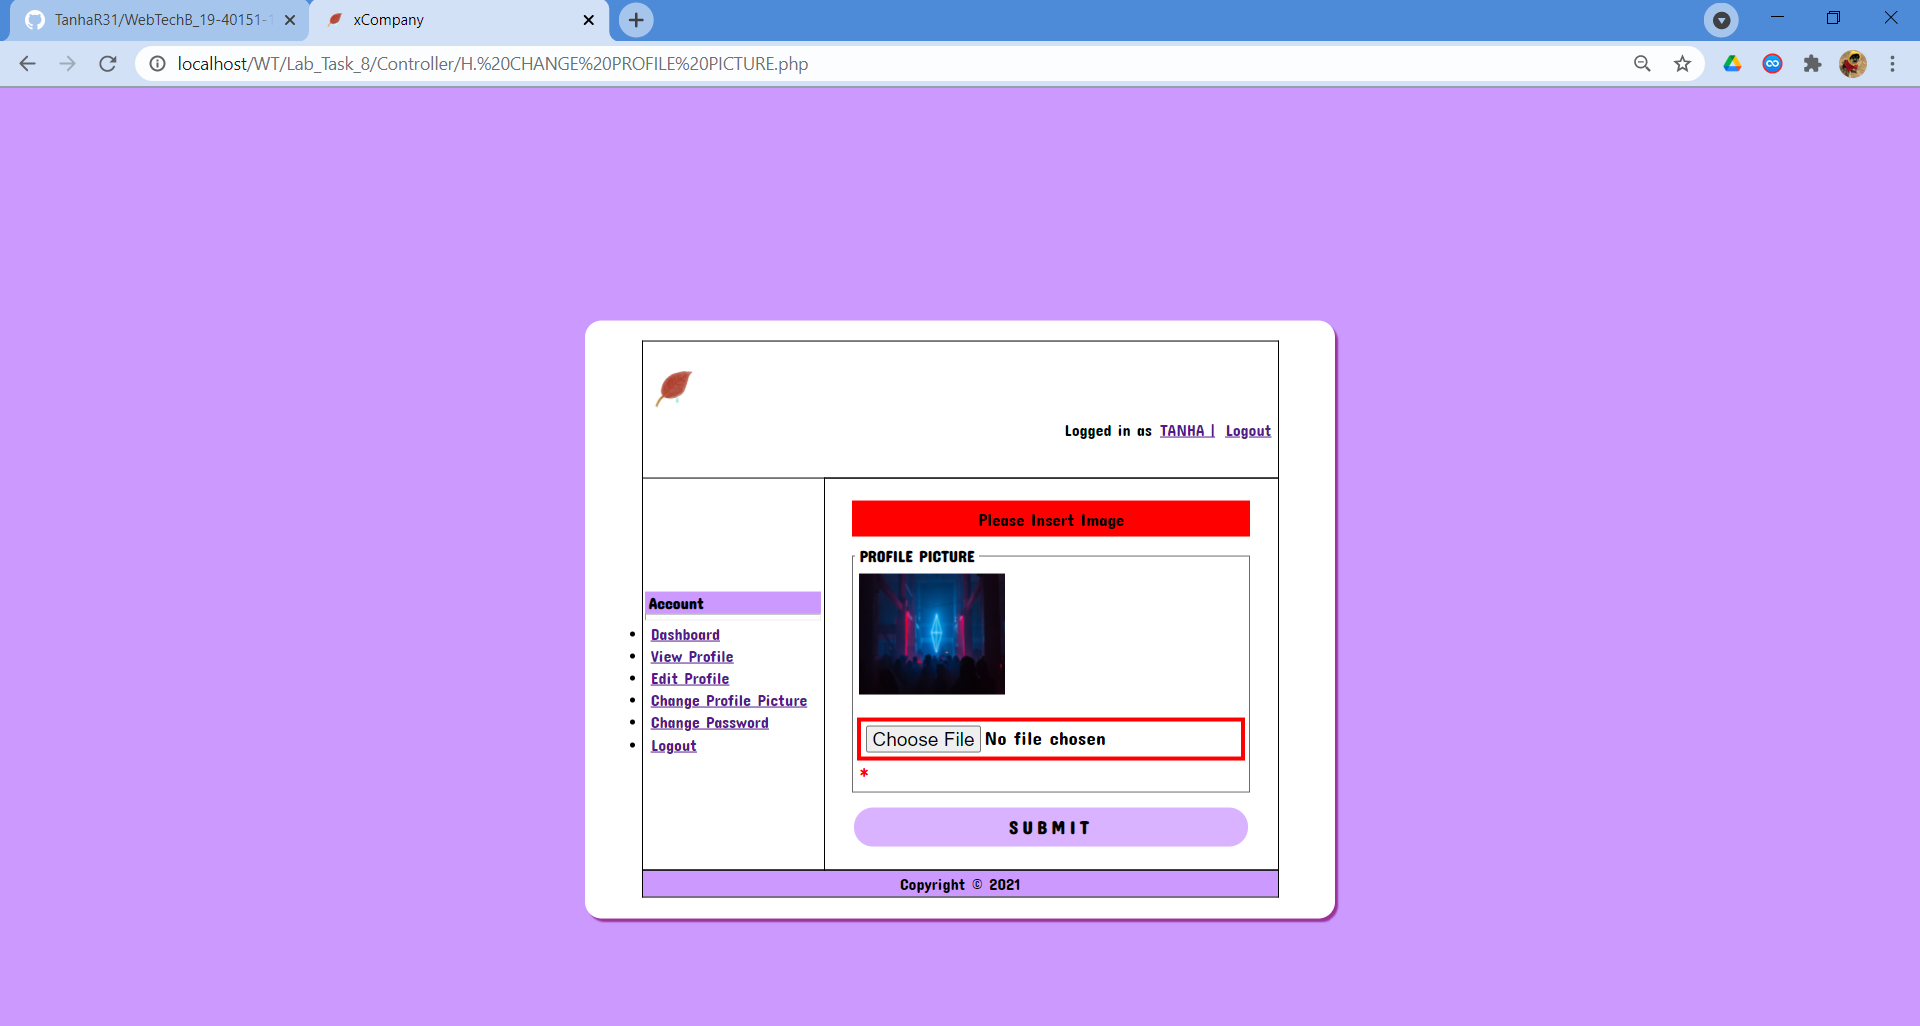 TanhaR31/WebTechB_19-40151-1
xCompany
localhost/WT/Lab_Task_8/Controller/H.%20CHANGE%20PROFILE%20PICTURE.php
Logged in as TANHA | Logout
Please Insert Image
PROFILE PICTURE
Account
Dashboard
View Profile
Edit Profile
Change Profile Picture
Change Password
Logout
Choose File No file chosen
*
SUBMIT
Copyright © 2021